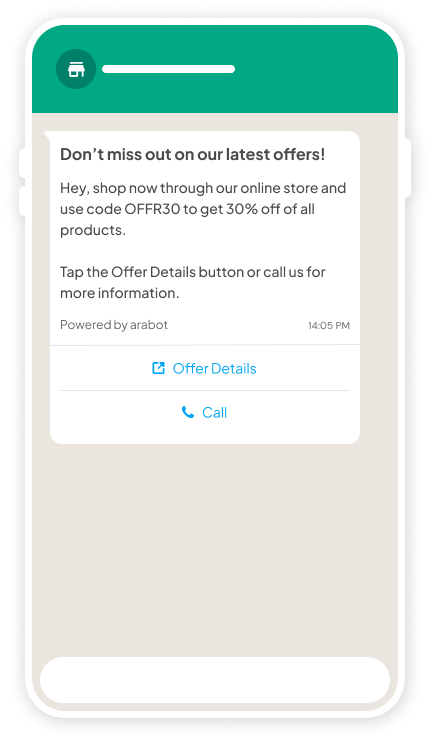 Don’t miss out on our latest offers!
Hey, shop now through our online store and
use code OFFR30 to get 30% off of all
products.
Tap the Offer Details button or call us for
more information.
Powered by arabot
14:05 PM
Offer Details
Call